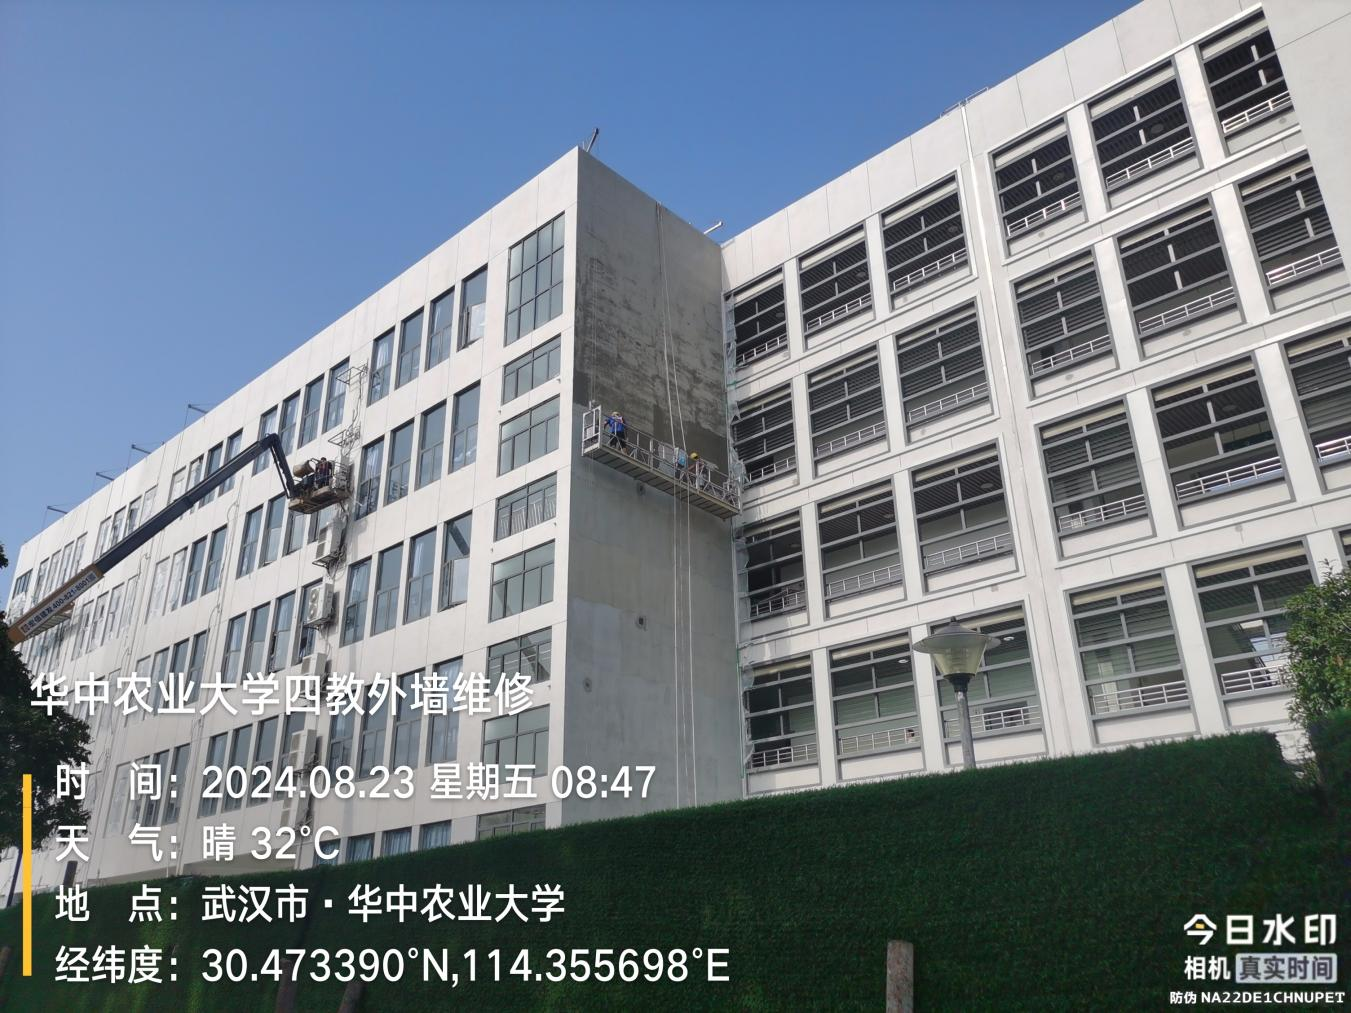 华中农业大学四教外墙维修
时 间：2024.08.23 星期五 08:47
天 气：晴 32°C
地 点：武汉市·华中农业大学
经纬度：30.473390°N,114.355698°E
今日水印
相机 真实时间
防伪 NA22DE1CHNUPET